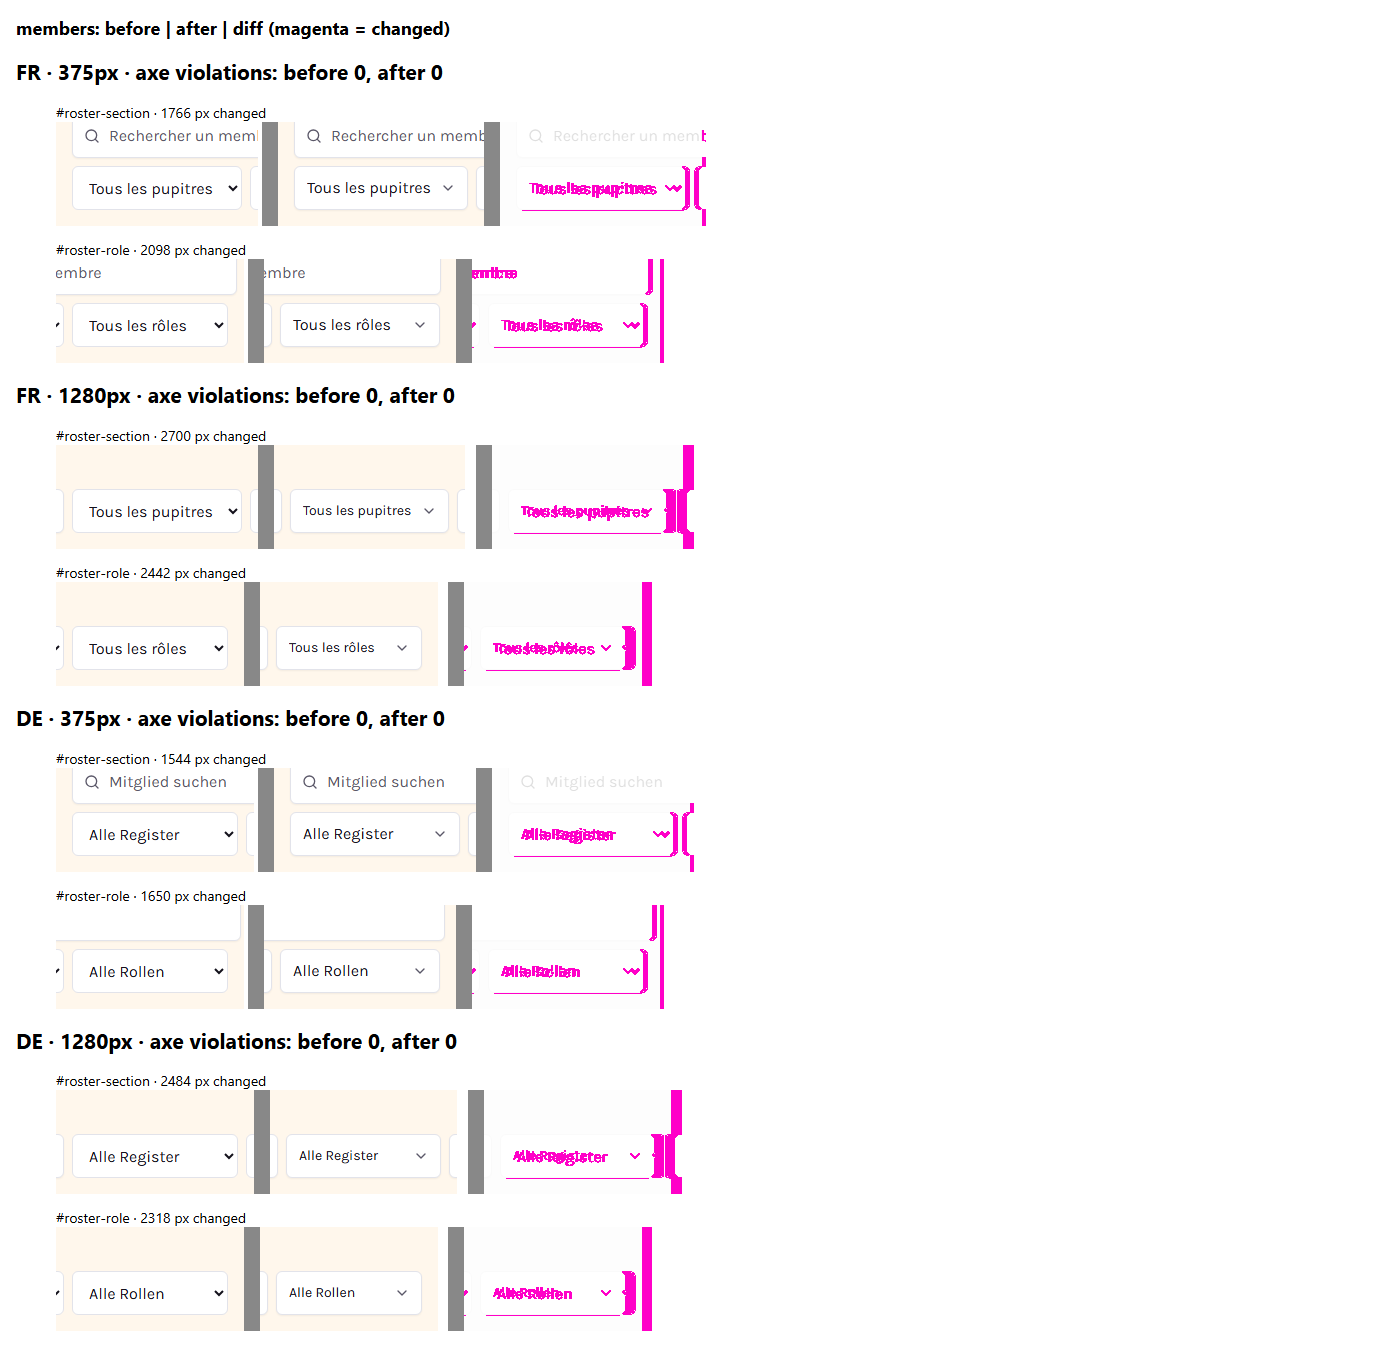 members: before | after | diff (magenta = changed)
FR · 375px · axe violations: before 0, after 0
#roster-section · 1766 px changed
Rechercher un mem Rechercher un memb Rechercher un memb
Tous les pupitres Tous les pupitres
#roster-role · 2098 px changed
embre embre
Tous les rôles Tous les rôles
FR · 1280px · axe violations: before 0, after 0
#roster-section · 2700 px changed
Tous les pupitres Tous les pupitres
#roster-role · 2442 px changed
Tous les rôles Tous les rôles
DE · 375px · axe violations: before 0, after 0
#roster-section · 1544 px changed
Mitglied suchen Mitglied suchen Mitglied suchen
Alle Register Alle Register
#roster-role · 1650 px changed
Alle Rollen Alle Rollen
DE · 1280px · axe violations: before 0, after 0
#roster-section · 2484 px changed
Alle Register Alle Register
#roster-role · 2318 px changed
Alle Rollen Alle Rollen